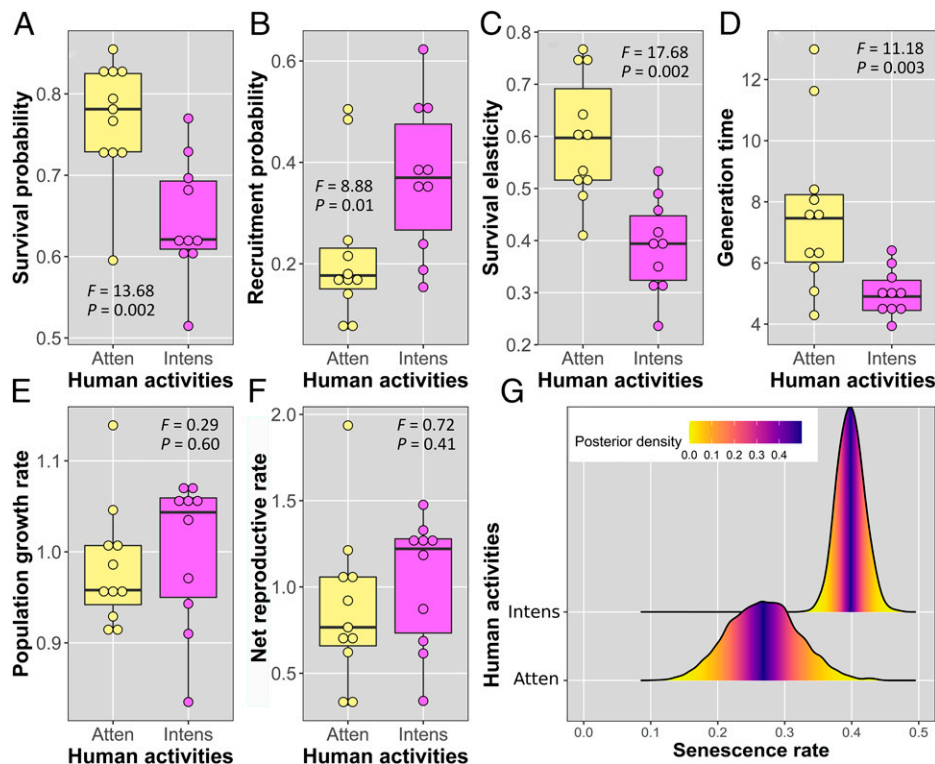 A
Survival probability
0.8
0.7
0.6
0.5
F = 13.68
P = 0.002
Atten
Intens
Human activities
B
Recruitment probability
0.6
0.4
0.2
F = 8.88
P = 0.01
Atten
Intens
Human activities
C
Survival elasticity
0.8
0.7
0.6
0.5
0.4
0.3
0.2
F = 17.68
P = 0.002
Atten
Intens
Human activities
D
Generation time
12
10
8
6
4
F = 11.18
P = 0.003
Atten
Intens
Human activities
E
Population growth rate
1.1
1.0
0.9
F = 0.29
P = 0.60
Atten
Intens
Human activities
F
Net reproductive rate
2.0
1.5
1.0
0.5
F = 0.72
P = 0.41
Atten
Intens
Human activities
G
Posterior density
0.0 0.1 0.2 0.3 0.4
Human activities
Intens
Atten
0.0 0.1 0.2 0.3 0.4 0.5
Senescence rate